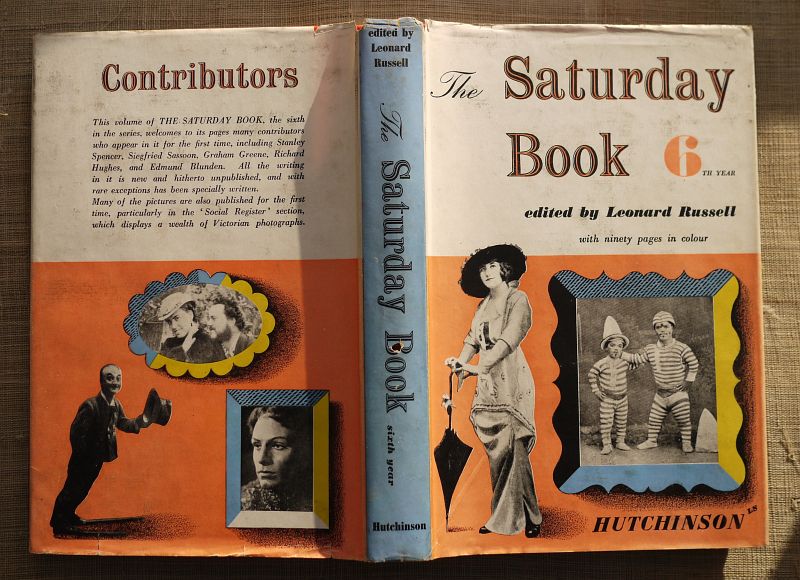 Contributors
This volume of THE SATURDAY BOOK, the sixth
in the series, welcomes to its pages many contributors
who appear in it for the first time, including Stanley
Spencer, Siegfried Sassoon, Graham Greene, Richard
Hughes, and Edmund Blunden. All the writing
in it is new and hitherto unpublished, and with
rare exceptions has been specially written.
Many of the pictures are also published for the first
time, particularly in the 'Social Register' section,
which displays a wealth of Victorian photographs.
edited by
Leonard
Russell
The Saturday Book
sixth year
Hutchinson
The Saturday
Book 6TH YEAR
edited by Leonard Russell
with ninety pages in colour
HUTCHINSON
LS